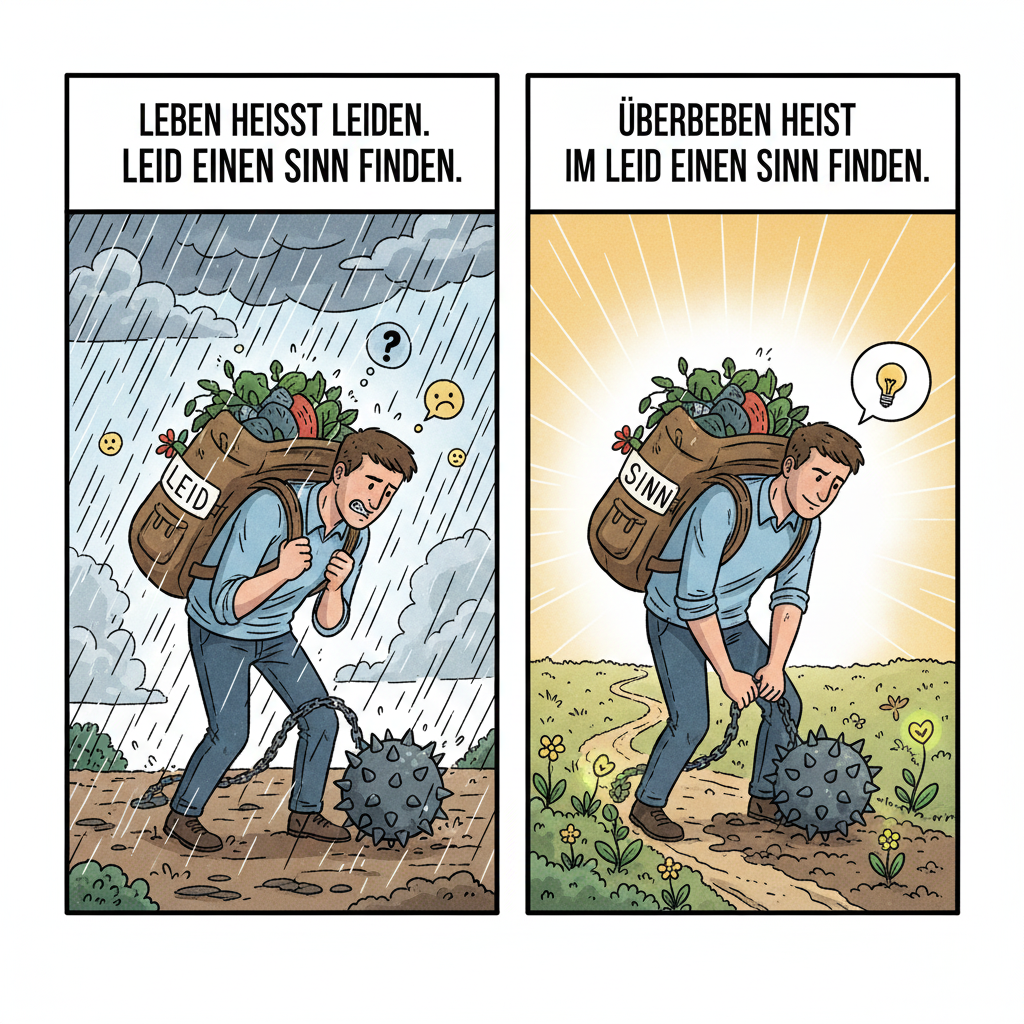 LEBEN HEISST LEIDEN.
LEID EINEN SINN FINDEN.
?
LEID
ÜBERBEBEN HEIST
IM LEID EINEN SINN FINDEN.
SINN